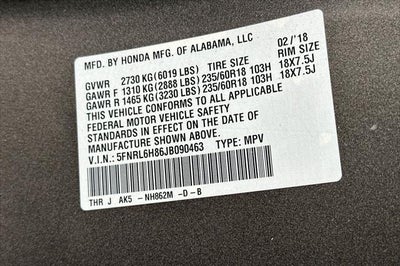 MFD. BY HONDA MFG. OF ALABAMA, LLC 02/'18
GVWR 2730 KG (6019 LBS) TIRE SIZE RIM SIZE
GAWR F 1310 KG (2888 LBS) 235/60R18 103H 18X7.5J
GAWR R 1465 KG (3230 LBS) 235/60R18 103H 18X7.5J
THIS VEHICLE CONFORMS TO ALL APPLICABLE
FEDERAL MOTOR VEHICLE SAFETY
STANDARDS IN EFFECT ON THE DATE OF
MANUFACTURE SHOWN ABOVE.
V.I.N: 5FNRL6H86JB090463 TYPE: MPV
THR J AK5 -NH862M -D-B